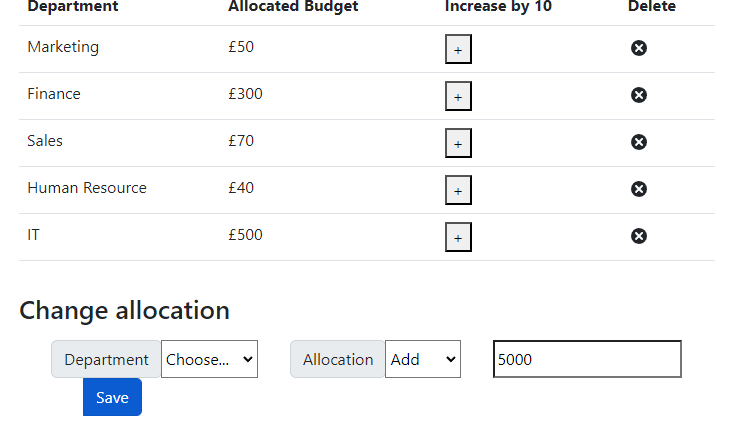 Department Allocated Budget Increase by 10 Delete
Marketing £50 +
Finance £300 +
Sales £70 +
Human Resource £40 +
IT £500 +
Change allocation
Department Choose... Allocation Add 5000
Save